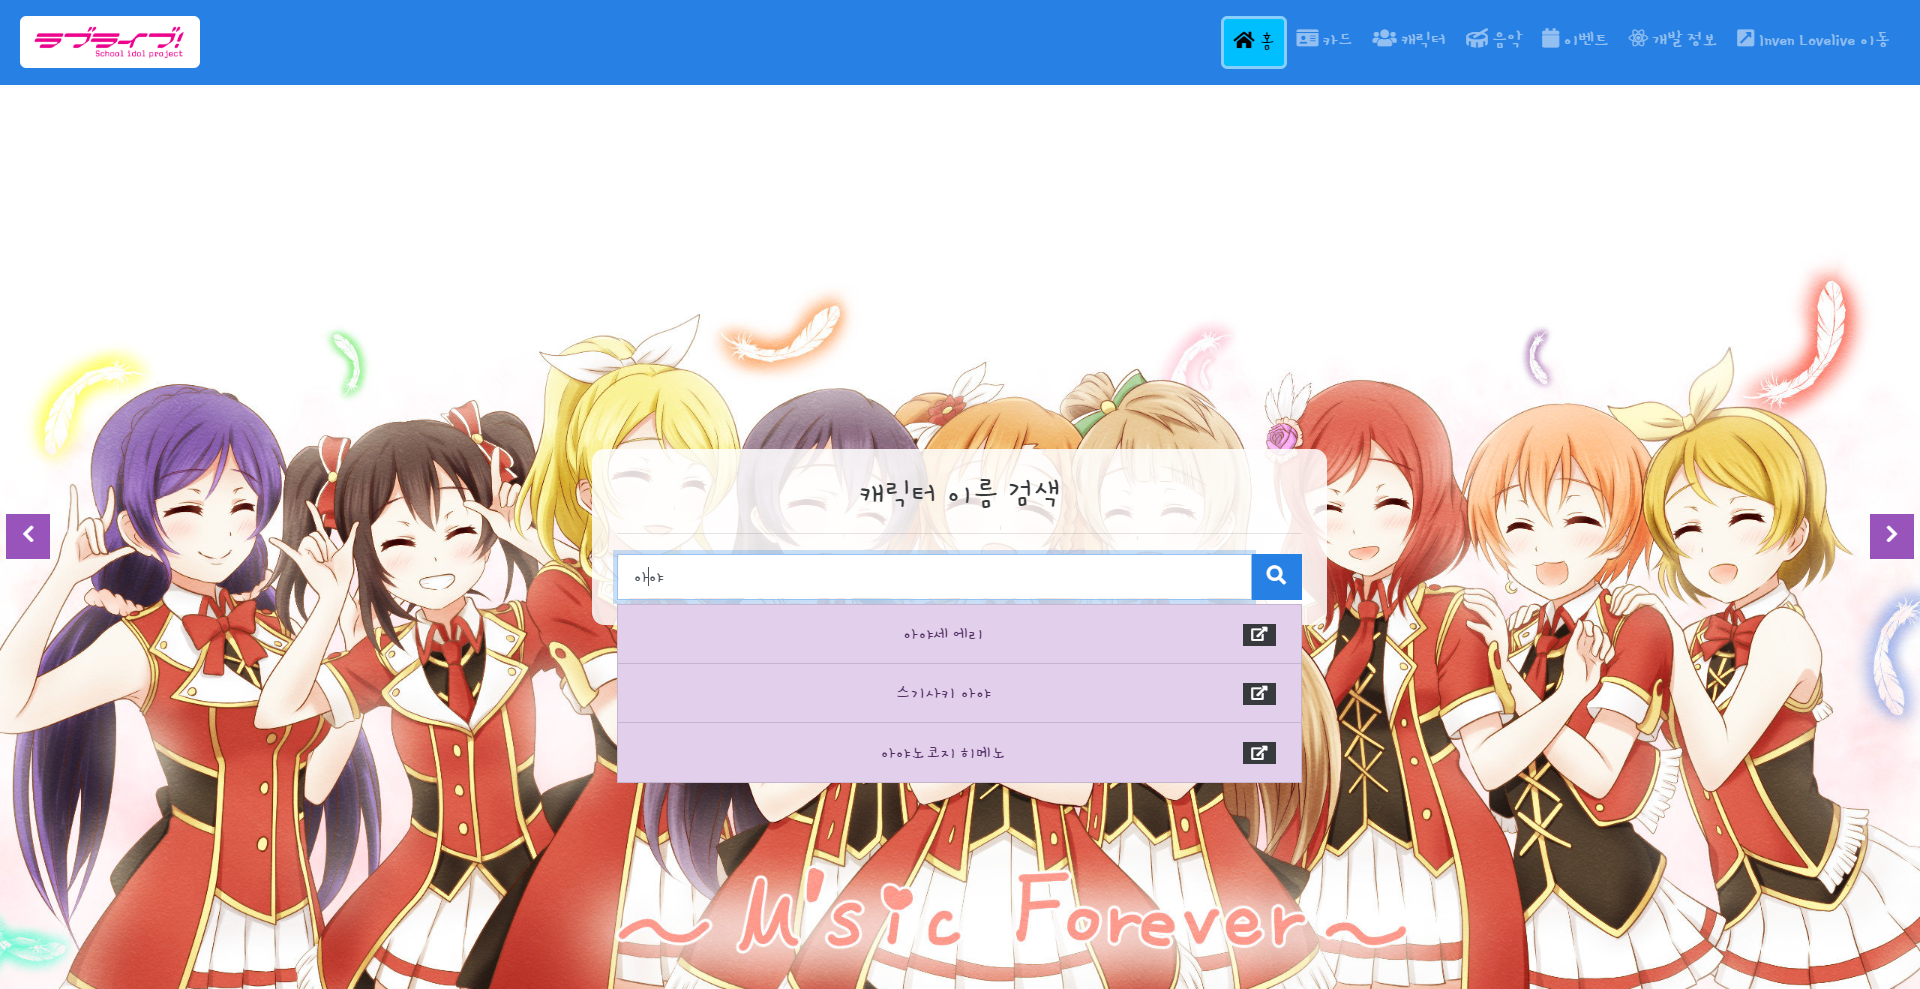 ラブライブ!
School idol project
홈
카드
캐릭터
음악
이벤트
개발 정보
Inven Lovelive 이동
캐릭터 이름 검색
아야
아야세 에리
스기사키 아야
아야노코지 히메노
~ M'sic Forever ~